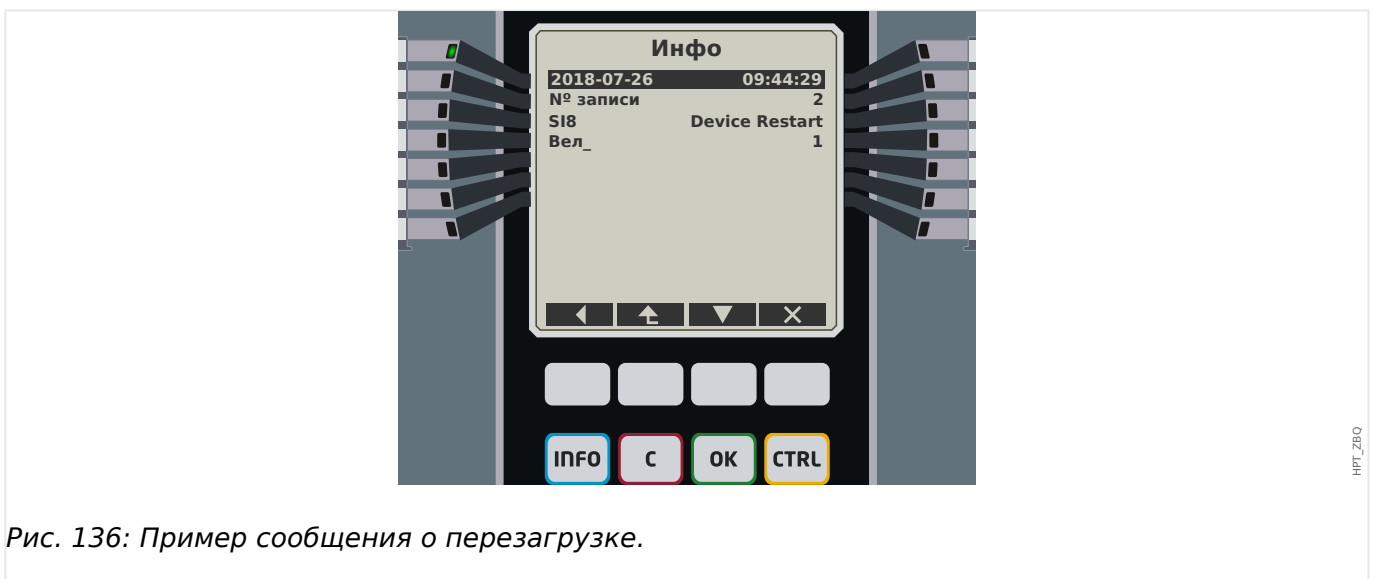 Инфо
2018-07-26 09:44:29
Nº записи 2
SI8 Device Restart
Вел_ 1
INFO C OK CTRL
HPT_ZBQ
Рис. 136: Пример сообщения о перезагрузке.